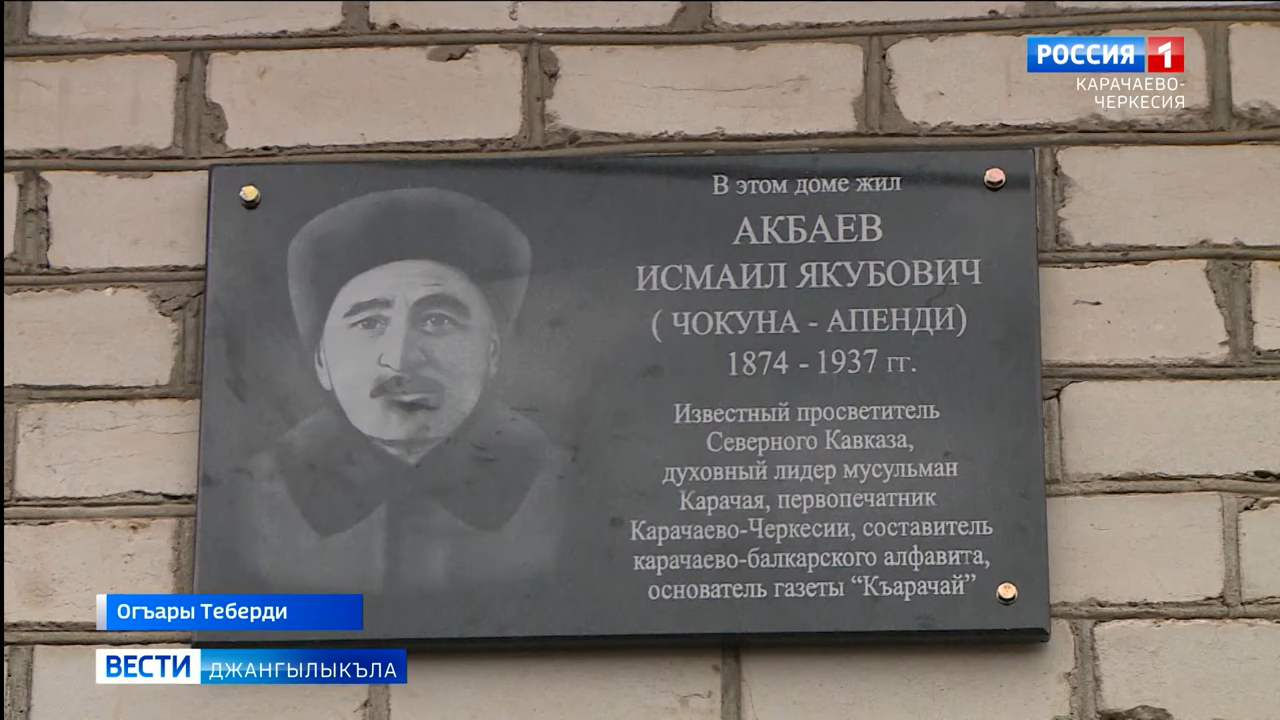 РОССИЯ 1
КАРАЧАЕВО-
ЧЕРКЕСИЯ
В этом доме жил
АКБАЕВ
ИСМАИЛ ЯКУБОВИЧ
( ЧОКУНА - АПЕНДИ)
1874 - 1937 гг.
Известный просветитель
Северного Кавказа,
духовный лидер мусульман
Карачая, первопечатник
Карачаево-Черкесии, составитель
карачаево-балкарского алфавита,
основатель газеты “Къарачай”
Огъары Теберди
ВЕСТИ ДЖАНГЫЛЫКЪЛА